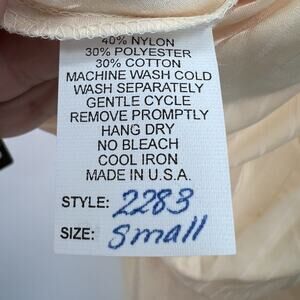 40% NYLON
30% POLYESTER
30% COTTON
MACHINE WASH COLD
WASH SEPARATELY
GENTLE CYCLE
REMOVE PROMPTLY
HANG DRY
NO BLEACH
COOL IRON
MADE IN U.S.A.
STYLE: 2283
SIZE: Small